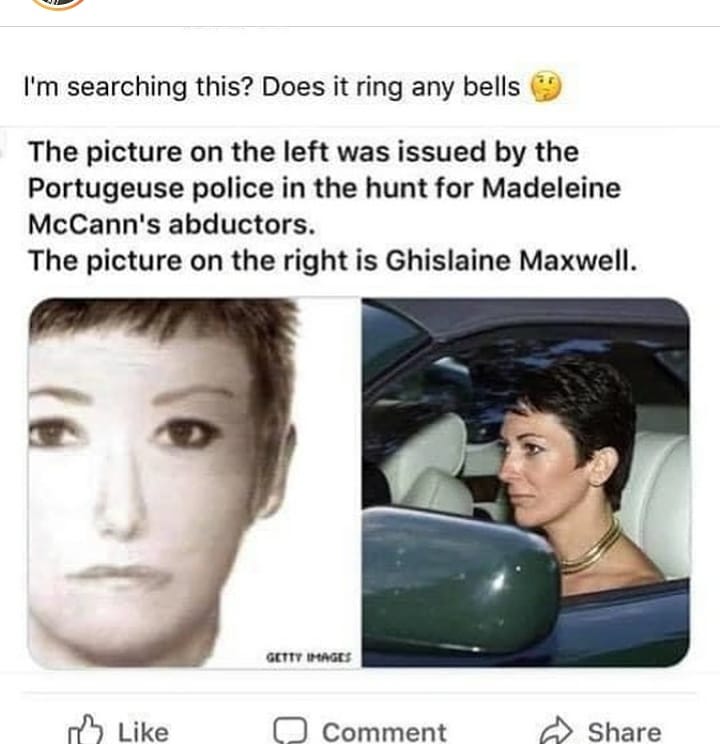 I'm searching this? Does it ring any bells 🤔
The picture on the left was issued by the
Portugeuse police in the hunt for Madeleine
McCann's abductors.
The picture on the right is Ghislaine Maxwell.
GETTY IMAGES
Like
Comment
Share